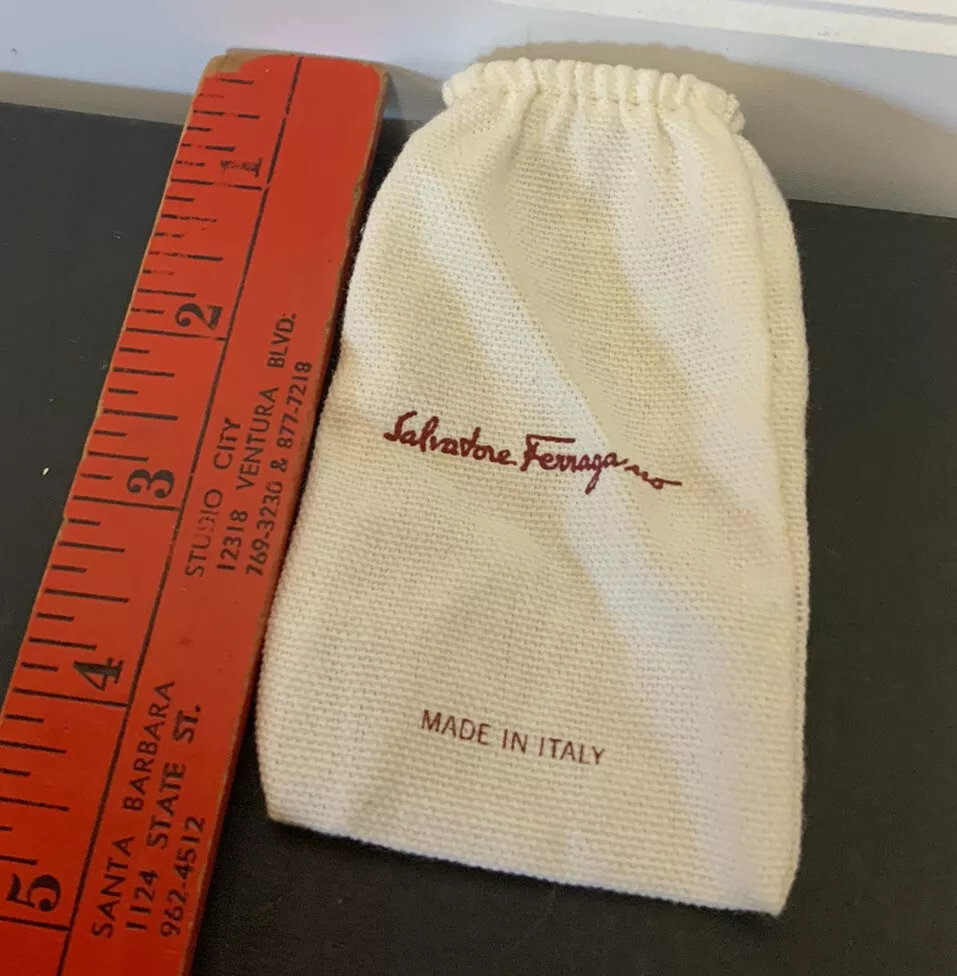 1
2
3
4
5
STUDIO CITY
12318 VENTURA BLVD.
769-3230 & 877-7218
SANTA BARBARA
1124 STATE ST.
962-4512
Salvatore Ferragamo
MADE IN ITALY